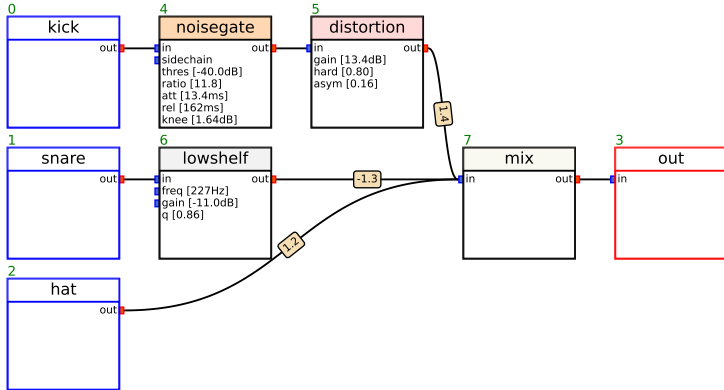 0
kick
out
4
noisegate
in
out
sidechain
thres [-40.0dB]
ratio [11.8]
att [13.4ms]
rel [162ms]
knee [1.64dB]
5
distortion
in
out
gain [13.4dB]
hard [0.80]
asym [0.16]
1.4
1
snare
out
6
lowshelf
in
out
freq [227Hz]
gain [-11.0dB]
q [0.86]
-1.3
7
mix
in
out
3
out
in
1.2
2
hat
out